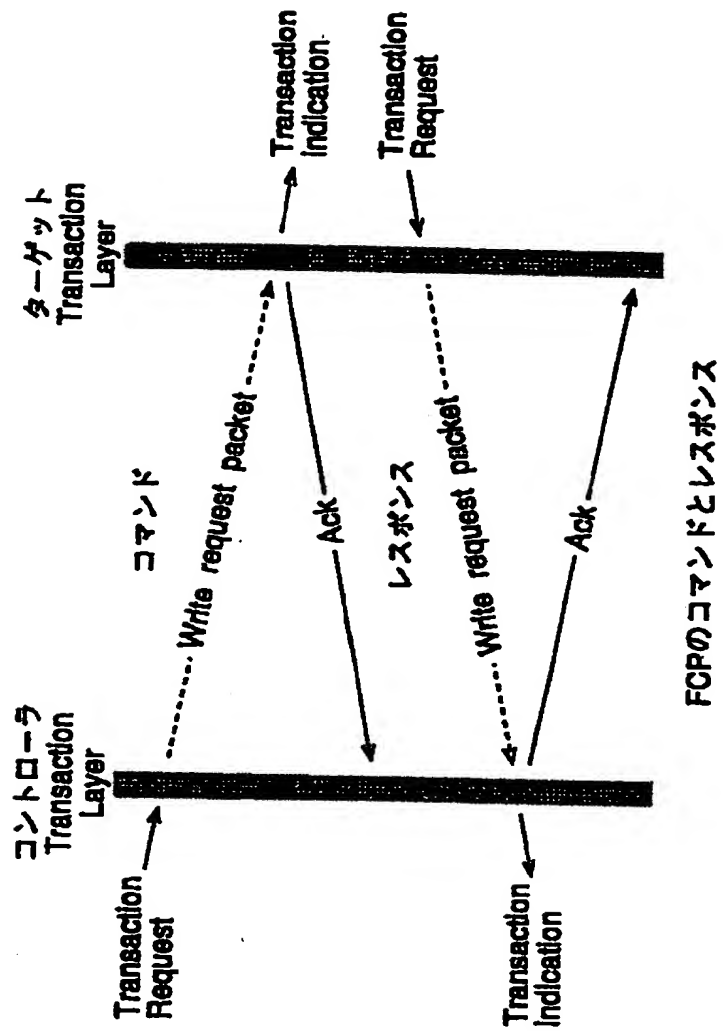 コントローラ
Transaction
Layer
ターゲット
Transaction
Layer
Transaction
Request
コマンド
Write request packet
Transaction
Indication
Ack
レスポンス
Transaction
Request
Write request packet
Transaction
Indication
Ack
FCPのコマンドとレスポンス